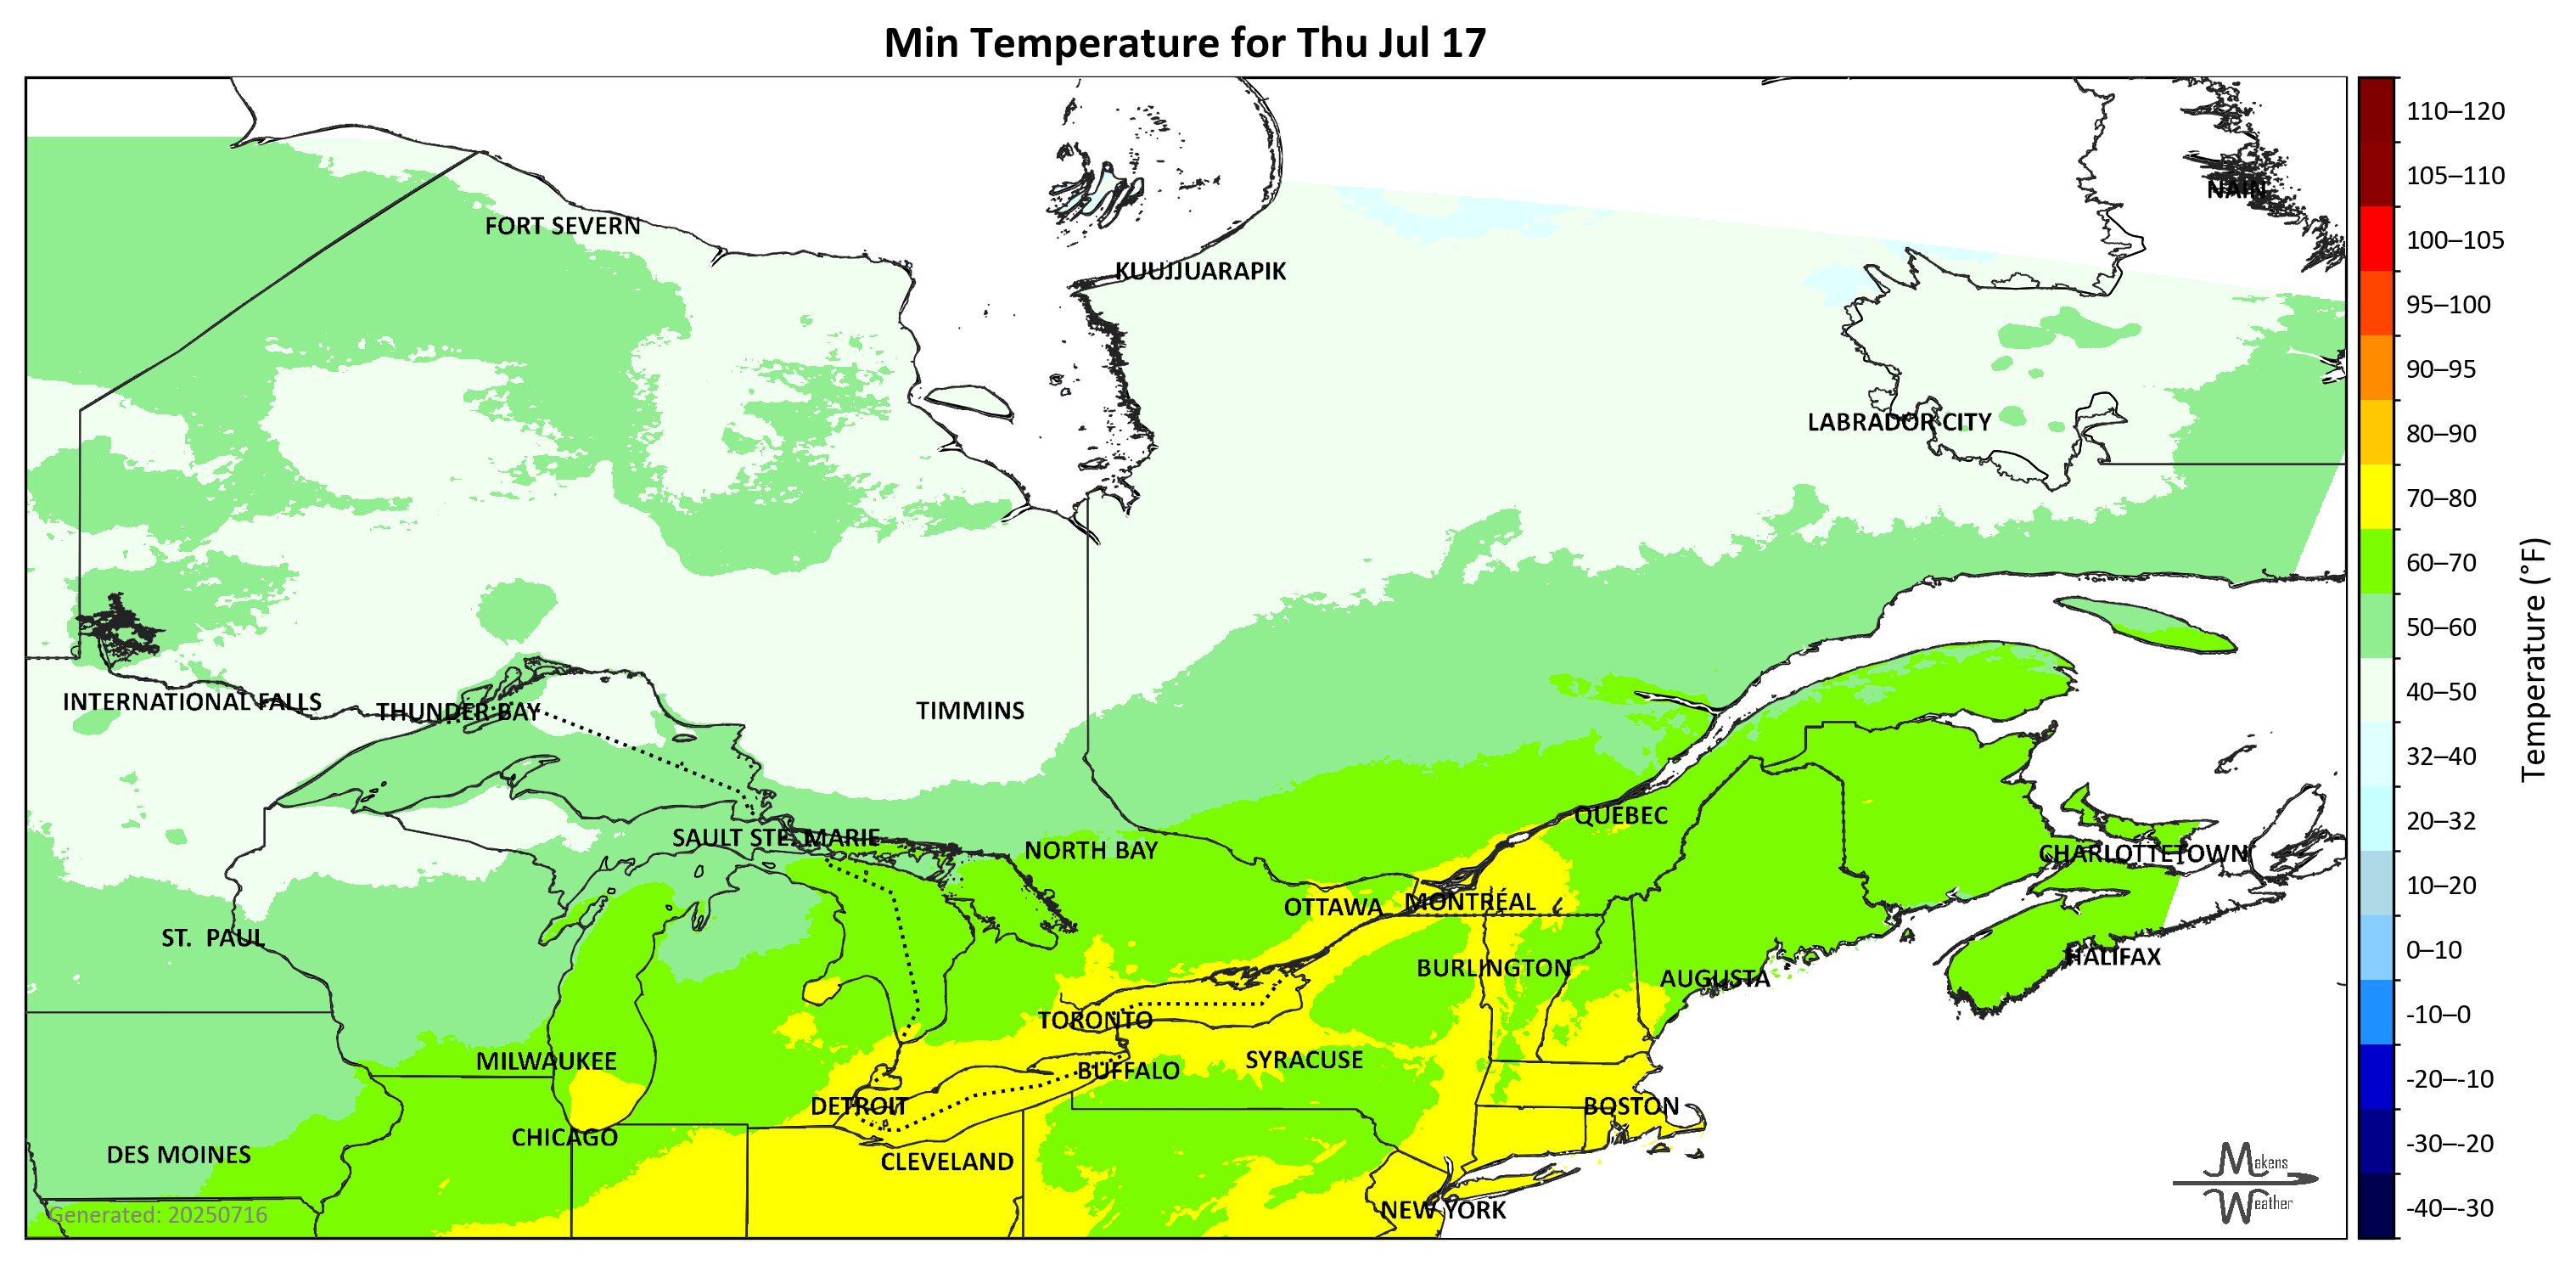 Min Temperature for Thu Jul 17
110–120
105–110
100–105
95–100
90–95
80–90
70–80
60–70
50–60
40–50
32–40
20–32
10–20
0–10
-10–0
-20–-10
-30–-20
-40–-30
Temperature (°F)
NAIN
FORT SEVERN
KUUJJUARAPIK
LABRADOR CITY
INTERNATIONAL FALLS
THUNDER BAY
TIMMINS
SAULT STE. MARIE
NORTH BAY
QUÉBEC
CHARLOTTETOWN
OTTAWA
MONTRÉAL
ST. PAUL
BURLINGTON
AUGUSTA
HALIFAX
TORONTO
MILWAUKEE
BUFFALO
SYRACUSE
DETROIT
BOSTON
CHICAGO
DES MOINES
CLEVELAND
NEW YORK
Generated: 20250716
Makens
Weather